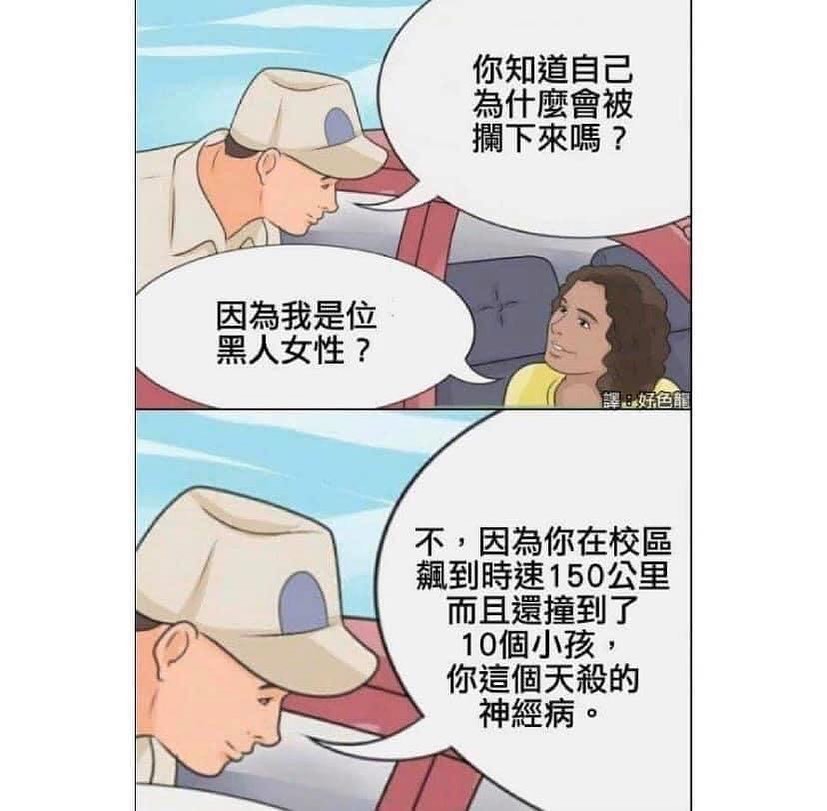 你知道自己
為什麼會被
攔下來嗎？
因為我是位
黑人女性？
譯：好色龍
不，因為你在校區
飆到時速150公里
而且還撞到了
10個小孩，
你這個天殺的
神經病。